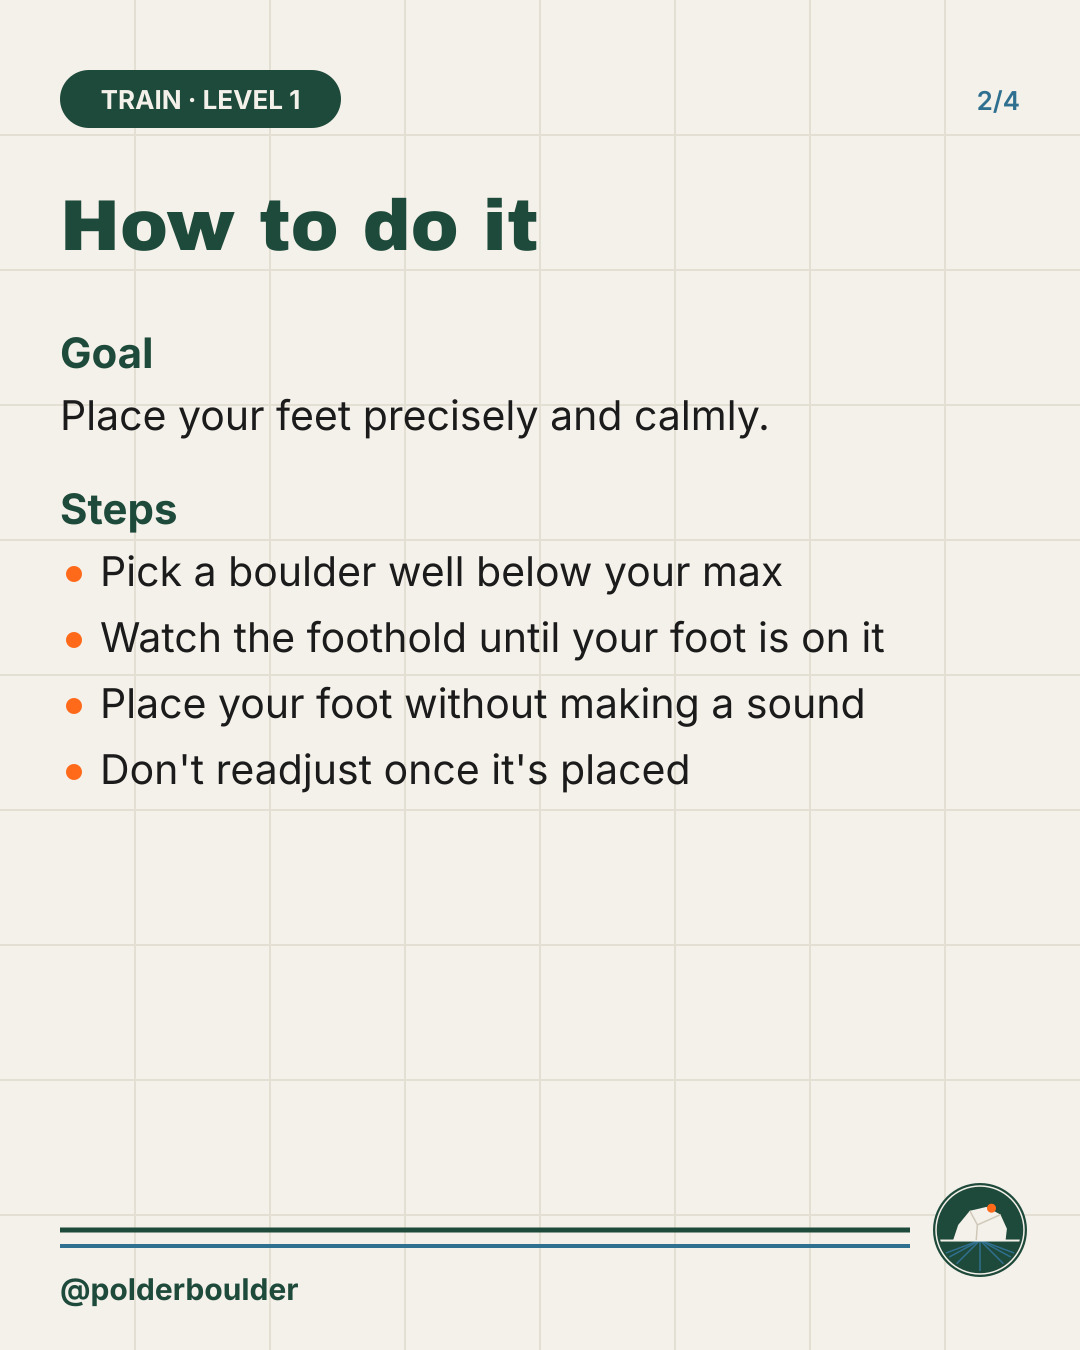 TRAIN · LEVEL 1
2/4
How to do it
Goal
Place your feet precisely and calmly.
Steps
• Pick a boulder well below your max
• Watch the foothold until your foot is on it
• Place your foot without making a sound
• Don't readjust once it's placed
@polderboulder